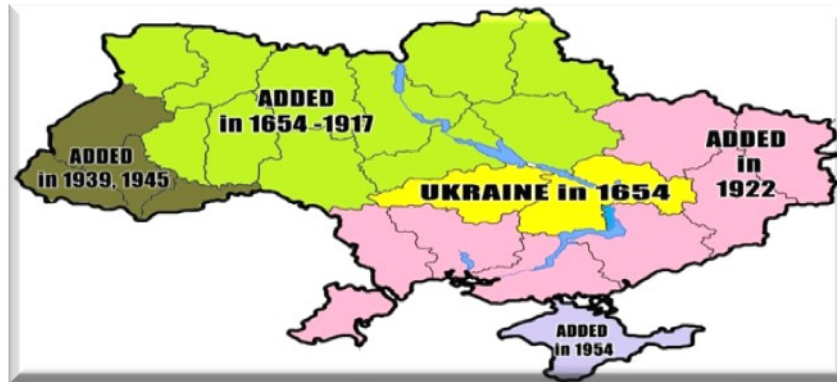 ADDED
in 1654-1917
ADDED
in 1939, 1945
ADDED
in
1922
UKRAINE in 1654
ADDED
in 1954